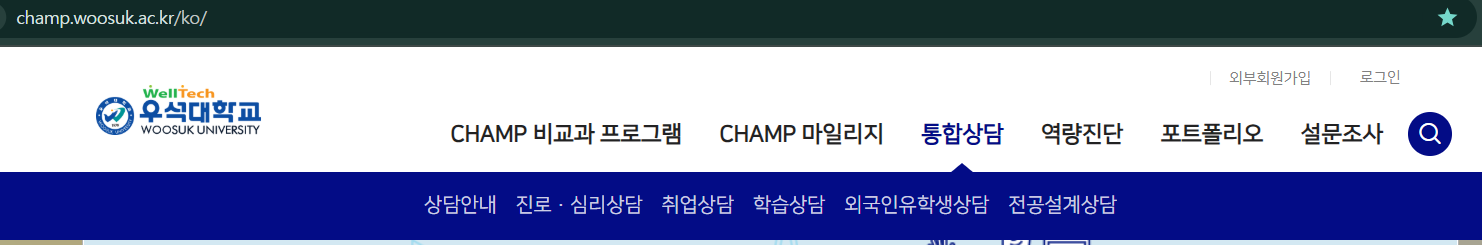 champ.woosuk.ac.kr/ko/
외부회원가입 로그인
WellTech
우석대학교
WOOSUK UNIVERSITY
CHAMP 비교과 프로그램 CHAMP 마일리지 통합상담 역량진단 포트폴리오 설문조사
상담안내 진로 · 심리상담 취업상담 학습상담 외국인유학생상담 전공설계상담